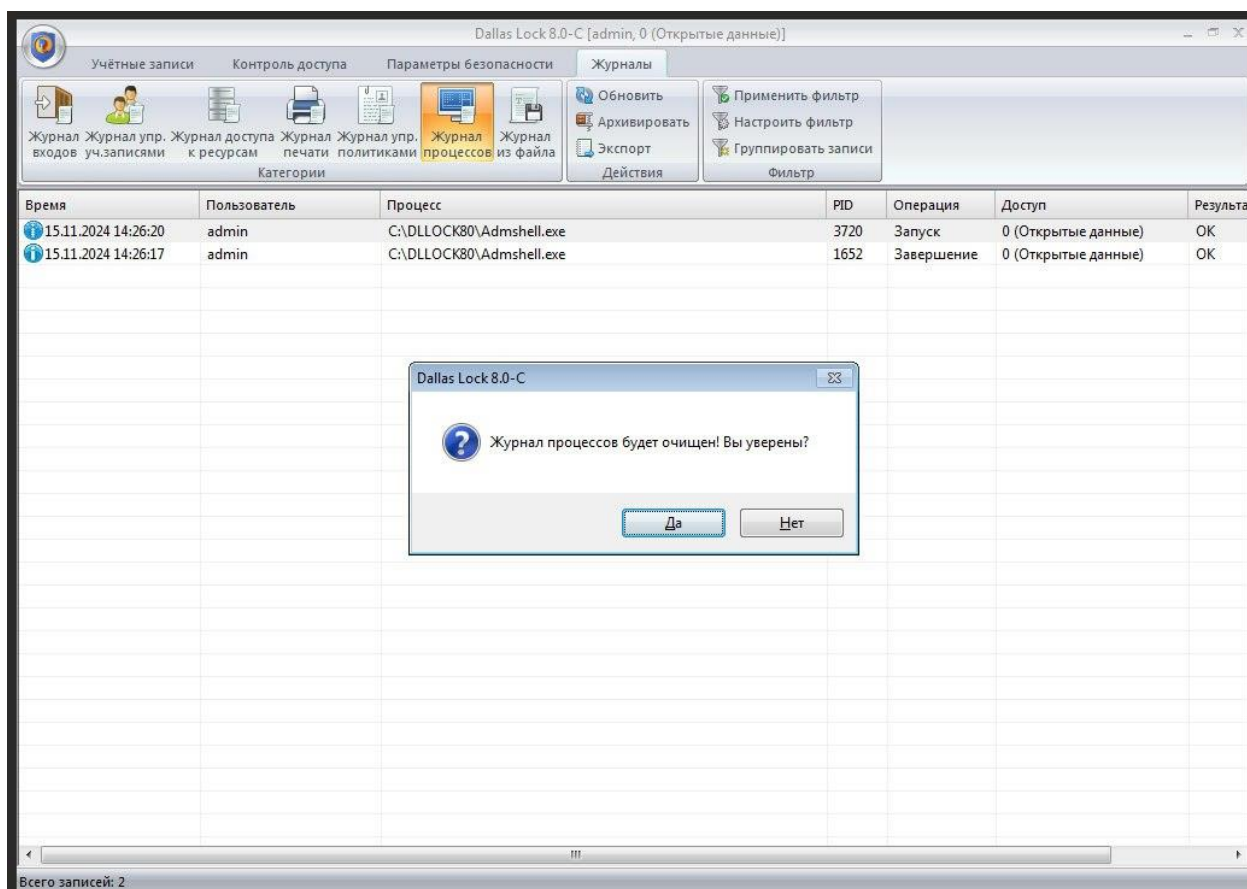 Dallas Lock 8.0-C [admin, 0 (Открытые данные)]
Учётные записи Контроль доступа Параметры безопасности Журналы
Журнал входов
Журнал упр. уч.записями
Журнал доступа к ресурсам
Журнал печати
Журнал упр. политиками
Журнал процессов
Журнал из файла
Категории
Обновить
Архивировать
Экспорт
Действия
Применить фильтр
Настроить фильтр
Группировать записи
Фильтр
Время Пользователь Процесс PID Операция Доступ Результа
15.11.2024 14:26:20 admin C:\DLLOCK80\Admshell.exe 3720 Запуск 0 (Открытые данные) OK
15.11.2024 14:26:17 admin C:\DLLOCK80\Admshell.exe 1652 Завершение 0 (Открытые данные) OK
Dallas Lock 8.0-C
Журнал процессов будет очищен! Вы уверены?
Да Нет
Всего записей: 2